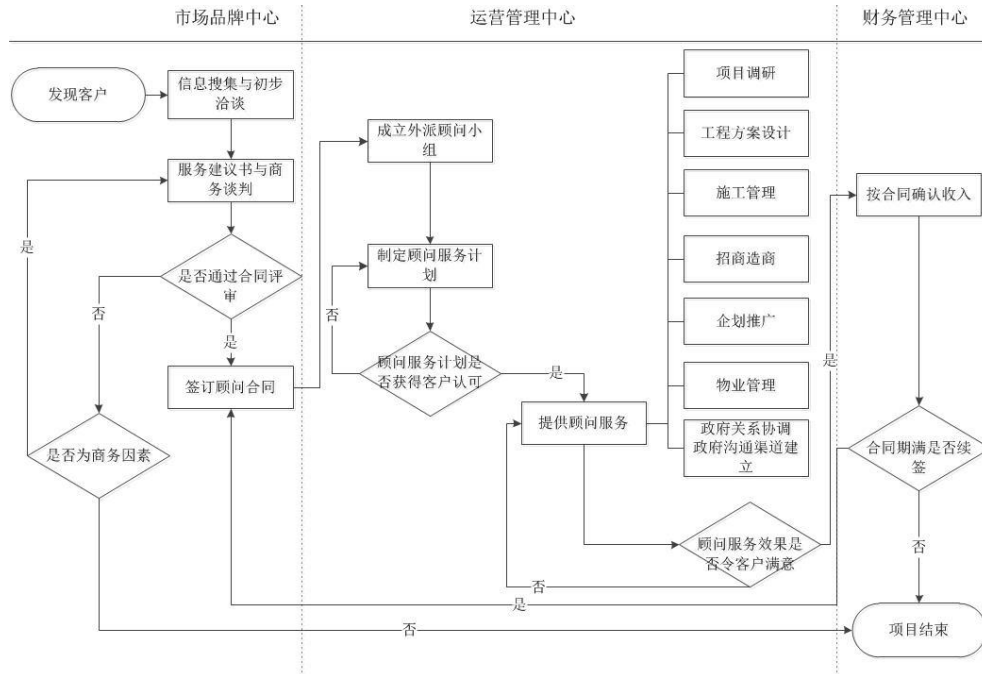 市场品牌中心
运营管理中心
财务管理中心
发现客户
信息搜集与初步
洽谈
服务建议书与商
务谈判
是
是否通过合同评
审
否
是
签订顾问合同
是否为商务因素
成立外派顾问小
组
制定顾问服务计
划
否
顾问服务计划是
否获得客户认可
是
提供顾问服务
项目调研
工程方案设计
施工管理
招商造商
企划推广
物业管理
政府关系协调
政府沟通渠道建
立
顾问服务效果是
否令客户满意
否
是
按合同确认收入
合同期满是否续
签
否
是
否
项目结束